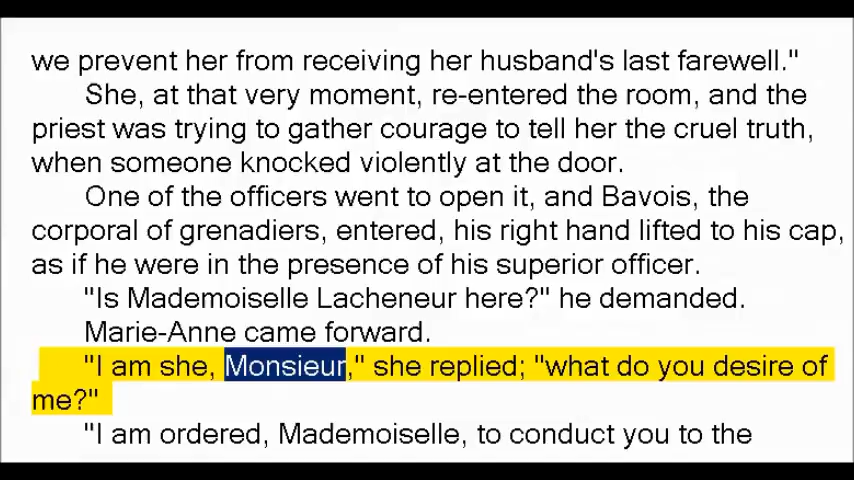 we prevent her from receiving her husband's last farewell."
She, at that very moment, re-entered the room, and the
priest was trying to gather courage to tell her the cruel truth,
when someone knocked violently at the door.
One of the officers went to open it, and Bavois, the
corporal of grenadiers, entered, his right hand lifted to his cap,
as if he were in the presence of his superior officer.
"Is Mademoiselle Lacheneur here?" he demanded.
Marie-Anne came forward.
"I am she, Monsieur," she replied; "what do you desire of
me?"
"I am ordered, Mademoiselle, to conduct you to the